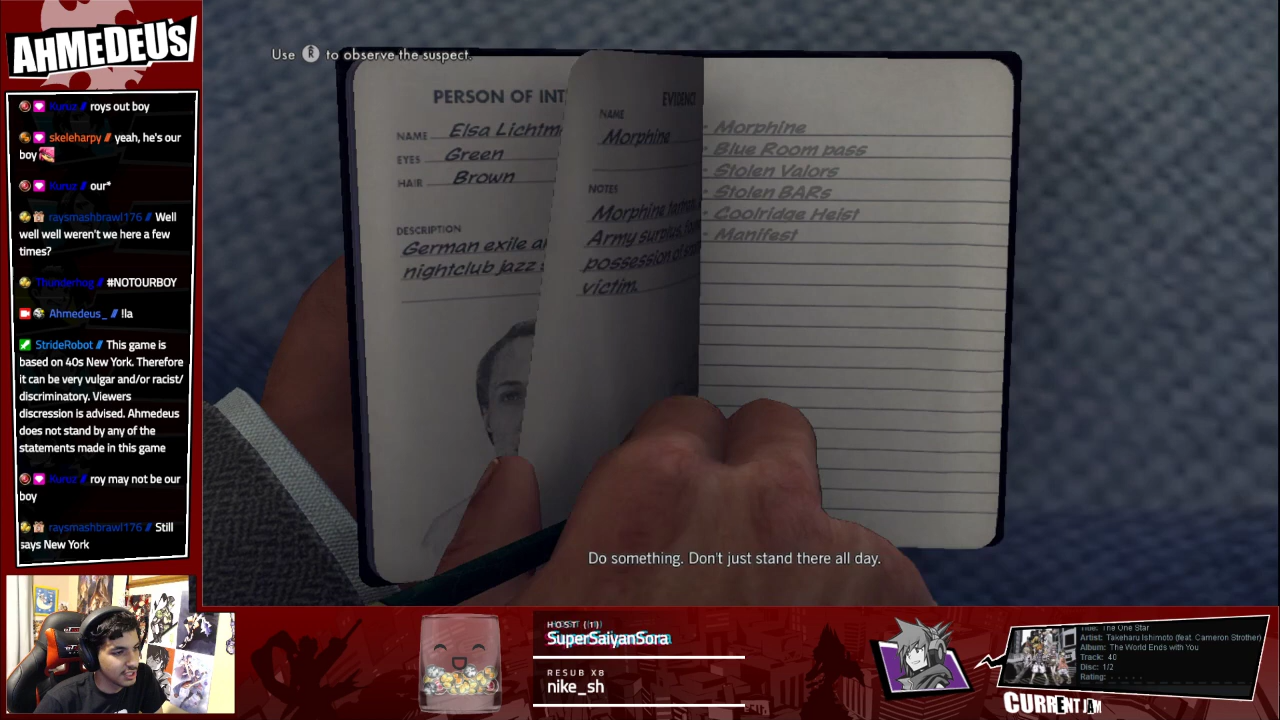 AHMEDEU's
Kuruz // roys out boy
skeleharpy // yeah, he's our
boy
Kuruz // our*
raysmashbrawl176 // Well
well well weren't we here a few
times?
Thunderhog // #NOTOURBOY
Ahmedeus_ // !la
StrideRobot // This game is
based on 40s New York. Therefore
it can be very vulgar and/or racist/
discriminatory. Viewers
discression is advised. Ahmedeus
does not stand by any of the
statements made in this game
Kuruz // roy may not be our
boy
raysmashbrawl176 // Still
says New York
Use R to observe the suspect.
PERSON OF INT
NAME Elsa Lichtm
EYES Green
HAIR Brown
DESCRIPTION
German exile a
nightclub jazz s
EVIDENCE
NAME
Morphine
NOTES
Morphine
Army surplus,
possession of
victim.
- Morphine
- Blue Room pass
- Stolen Valors
- Stolen BARs
- Coolridge Heist
- Manifest
Do something. Don't just stand there all day.
HOST (1)
SuperSaiyanSora
RESUB X8
nike_sh
Title: The One Star
Artist: Takeharu Ishimoto (feat. Cameron Strother)
Album: The World Ends with You
Track: 40
Disc: 1/2
Rating: - - - - -
CURRENT JAM